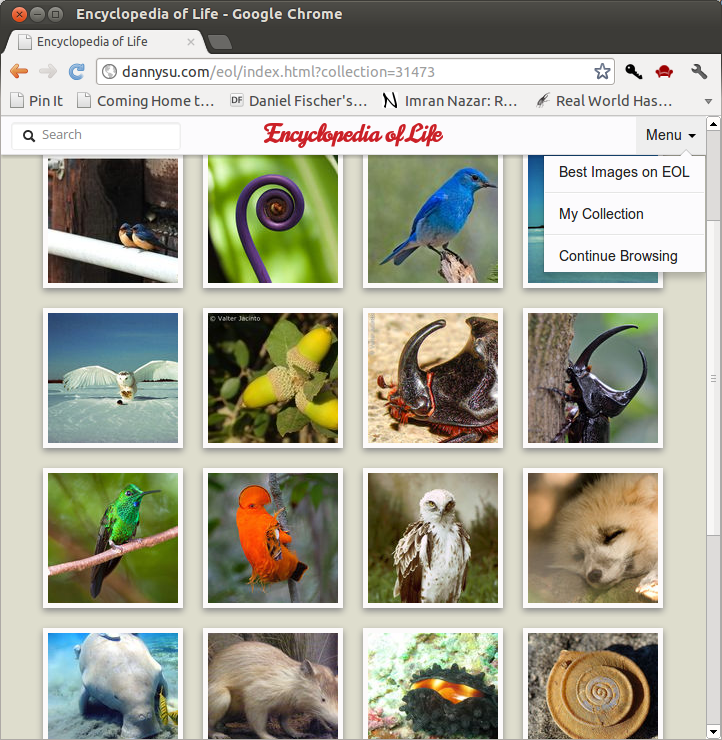 Encyclopedia of Life - Google Chrome
Encyclopedia of Life
dannysu.com/eol/index.html?collection=31473
Pin It
Coming Home t…
DF Daniel Fischer's…
Imran Nazar: R…
Real World Has…
Search
Encyclopedia of Life
Menu
Best Images on EOL
My Collection
Continue Browsing
© Valter Jacinto